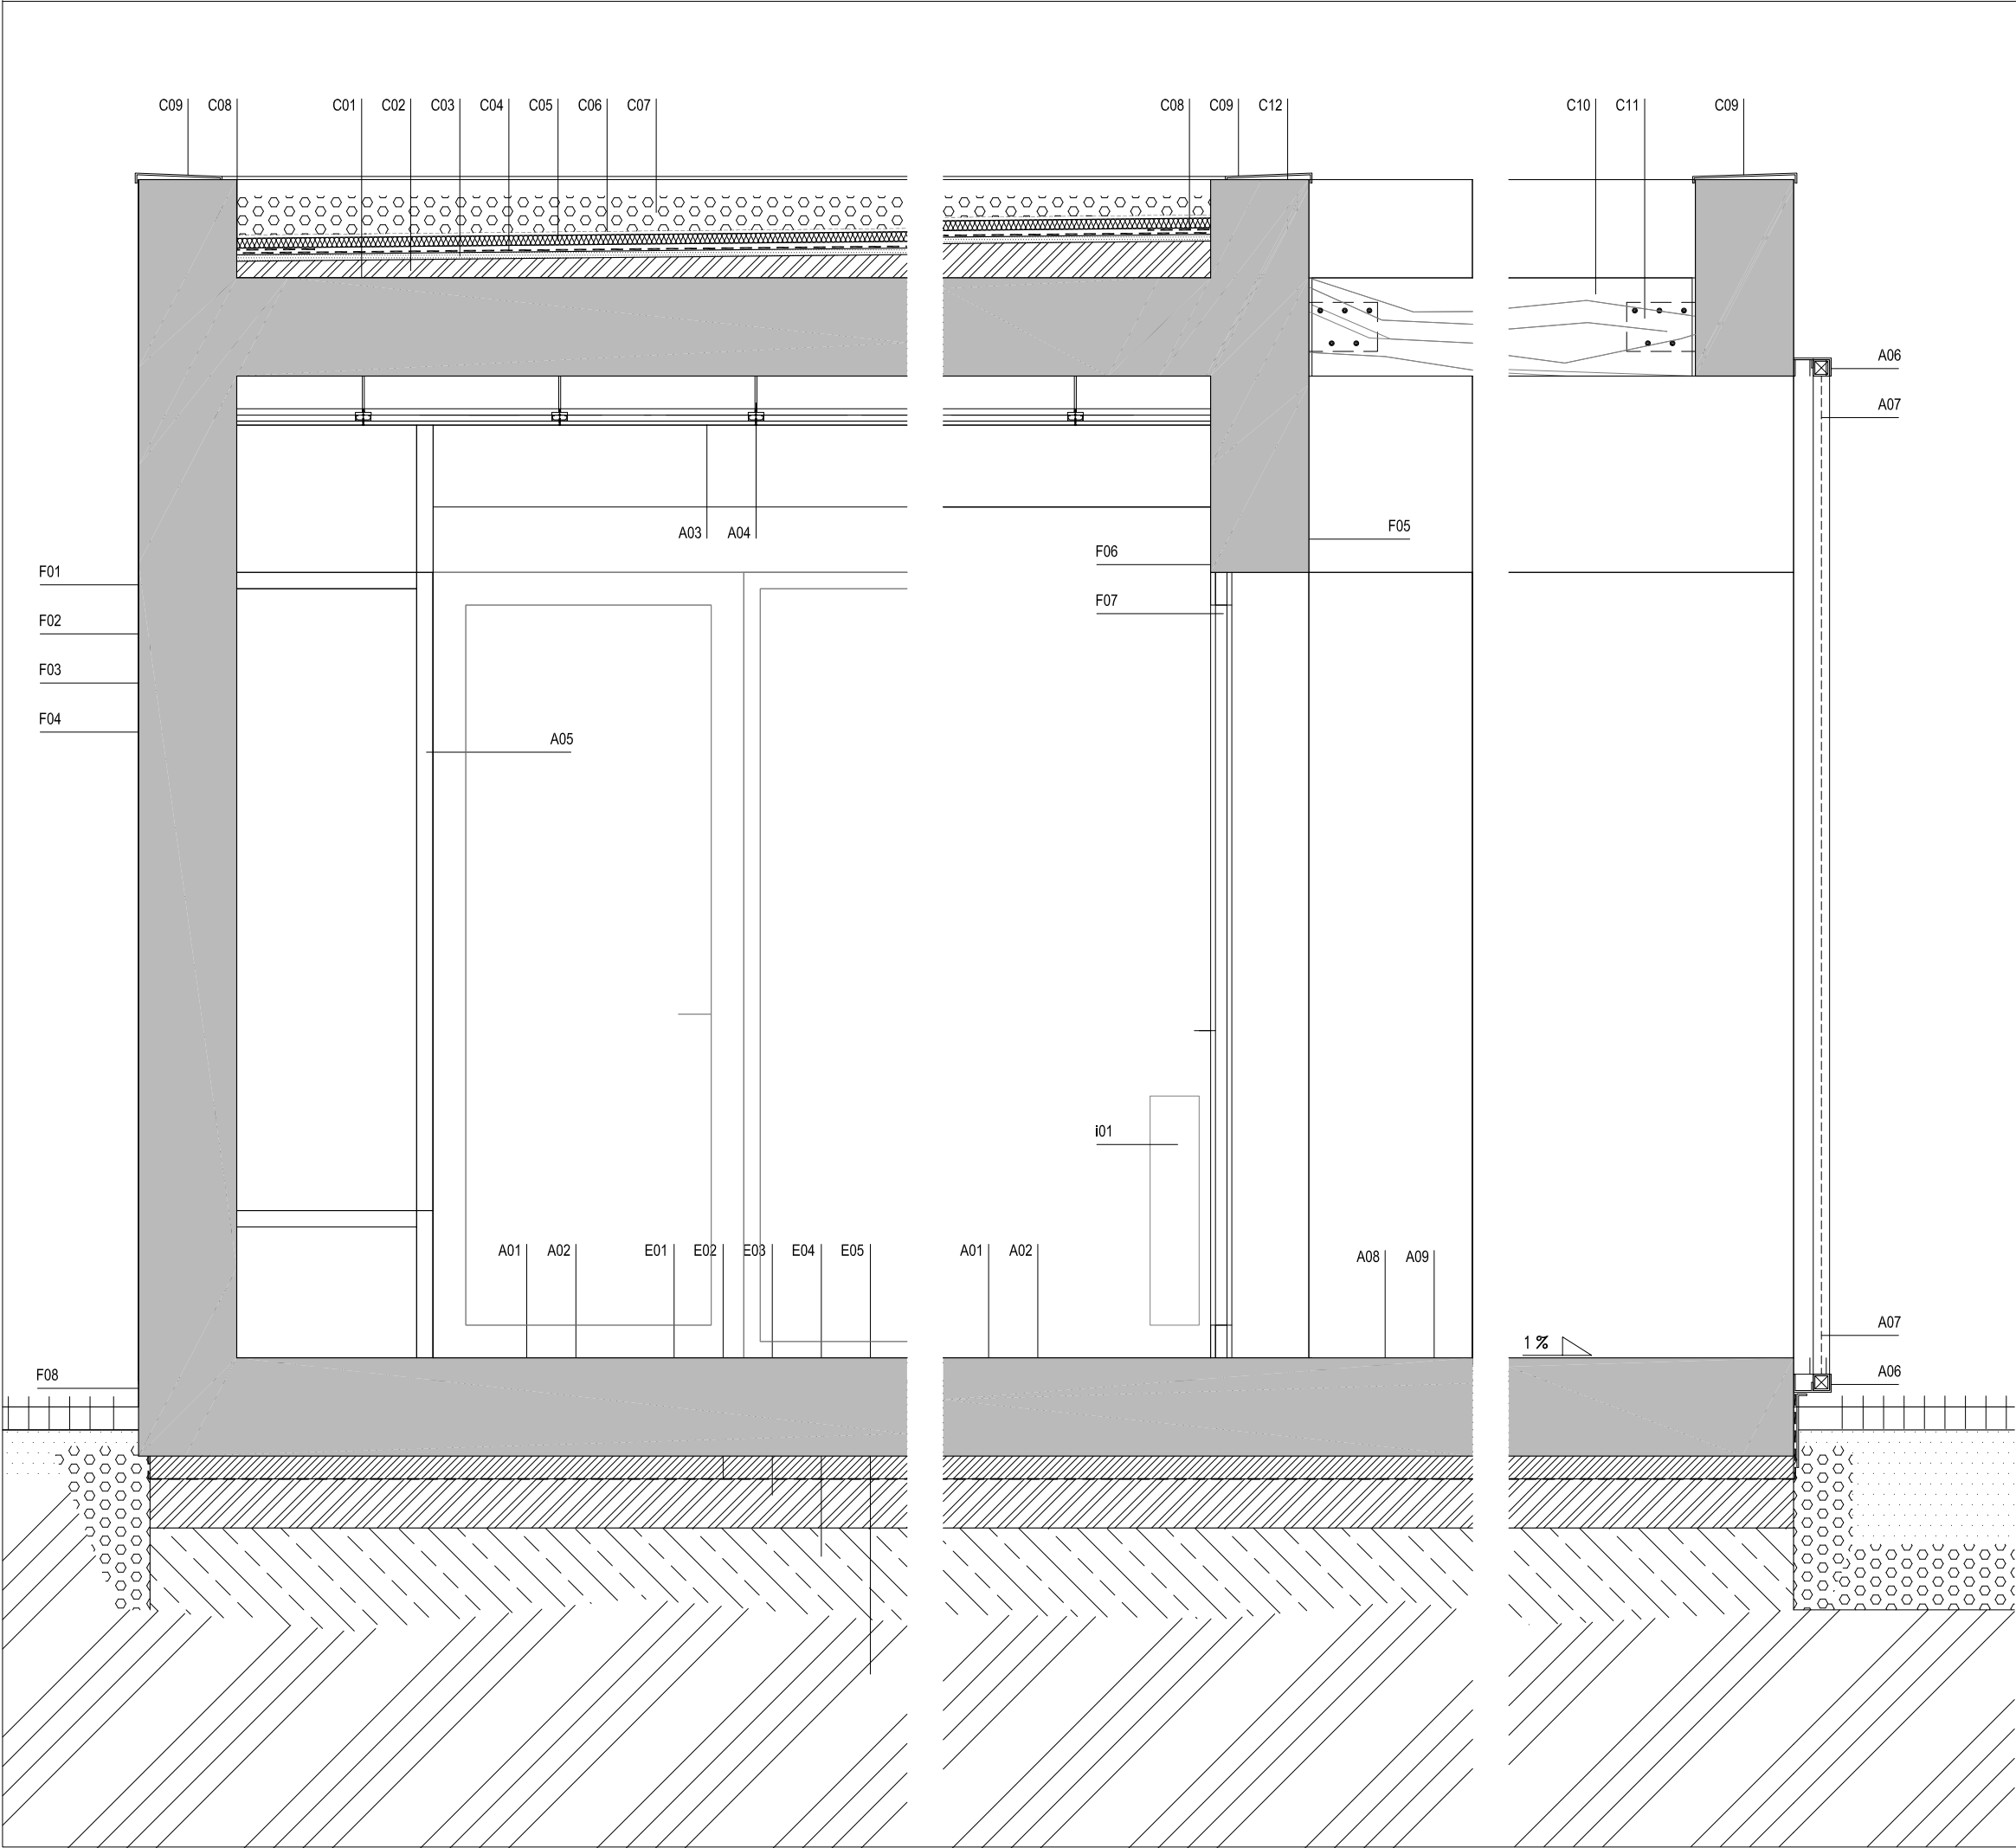 C09 C08 C01 C02 C03 C04 C05 C06 C07 C08 C09 C12 C10 C11 C09
A06
A07
A03 A04 F05
F06
F01
F07
F02
F03
F04
A05
i01
A01 A02 E01 E02 E03 E04 E05 A01 A02 A08 A09
A07
1 %
F08 A06